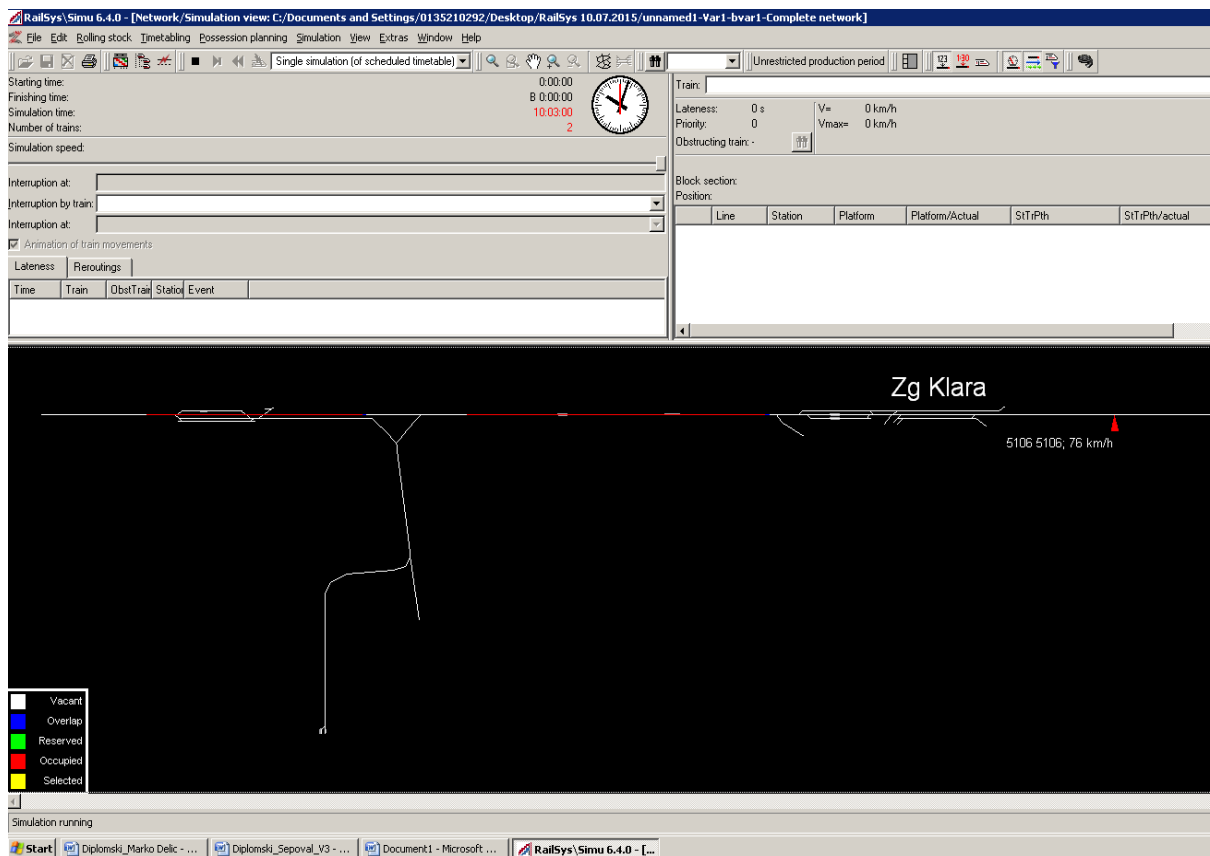 RailSys\Simu 6.4.0 - [Network/Simulation view: C:/Documents and Settings/0135210292/Desktop/RailSys 10.07.2015/unnamed1-Var1-bvar1-Complete network]
File Edit Rolling stock Timetabling Possession planning Simulation View Extras Window Help
Single simulation (of scheduled timetable) Unrestricted production period 123
Starting time: 0:00:00
Finishing time: B 0:00:00
Simulation time: 10:03:00
Number of trains: 2
Simulation speed:
Interruption at:
Interruption by train:
Interruption at:
Animation of train movements
Lateness Reroutings
Time Train ObstTrain Station Event
Train:
Lateness: 0 s V= 0 km/h
Priority: 0 Vmax= 0 km/h
Obstructing train: -
Block section:
Position:
Line Station Platform Platform/Actual StTrPth StTrPth/actual
Zg Klara
5106 5106; 76 km/h
Vacant
Overlap
Reserved
Occupied
Selected
Simulation running
Start Diplomski_Marko Delic - ... Diplomski_Sepoval_V3 - ... Document1 - Microsoft ... RailSys\Simu 6.4.0 - [...